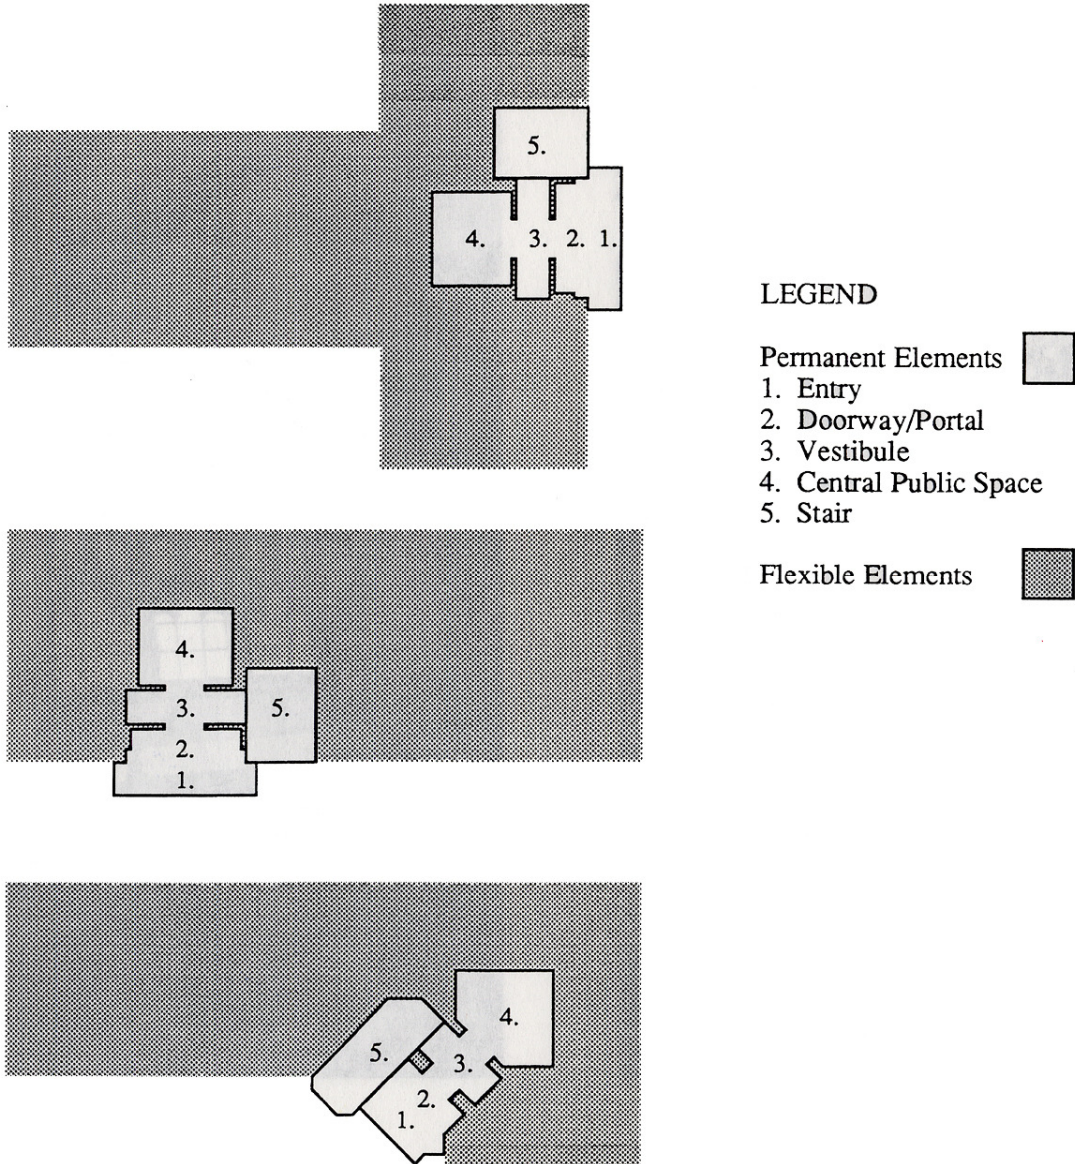 5.
4. 3. 2. 1.
LEGEND
Permanent Elements
1. Entry
2. Doorway/Portal
3. Vestibule
4. Central Public Space
5. Stair
Flexible Elements
4.
3. 5.
2.
1.
4.
5. 3.
2.
1.